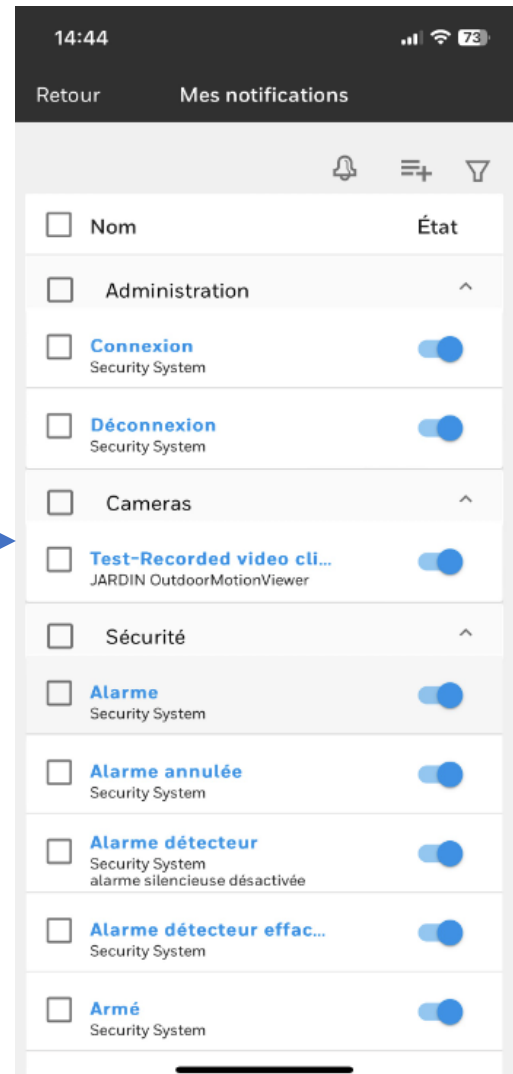 14:44
73
Retour
Mes notifications
Nom
État
Administration
Connexion
Security System
Déconnexion
Security System
Cameras
Test-Recorded video cli...
JARDIN OutdoorMotionViewer
Sécurité
Alarme
Security System
Alarme annulée
Security System
Alarme détecteur
Security System
alarme silencieuse désactivée
Alarme détecteur effac...
Security System
Armé
Security System